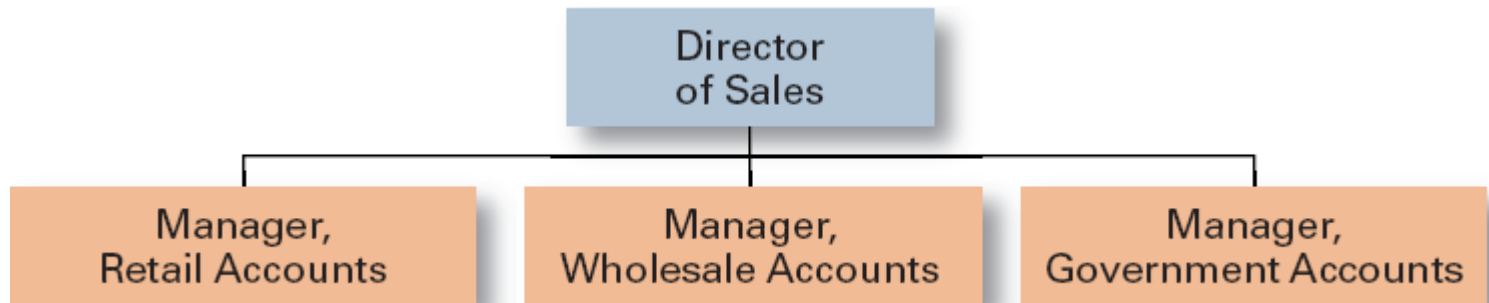 Director
of Sales
Manager,
Retail Accounts
Manager,
Wholesale Accounts
Manager,
Government Accounts